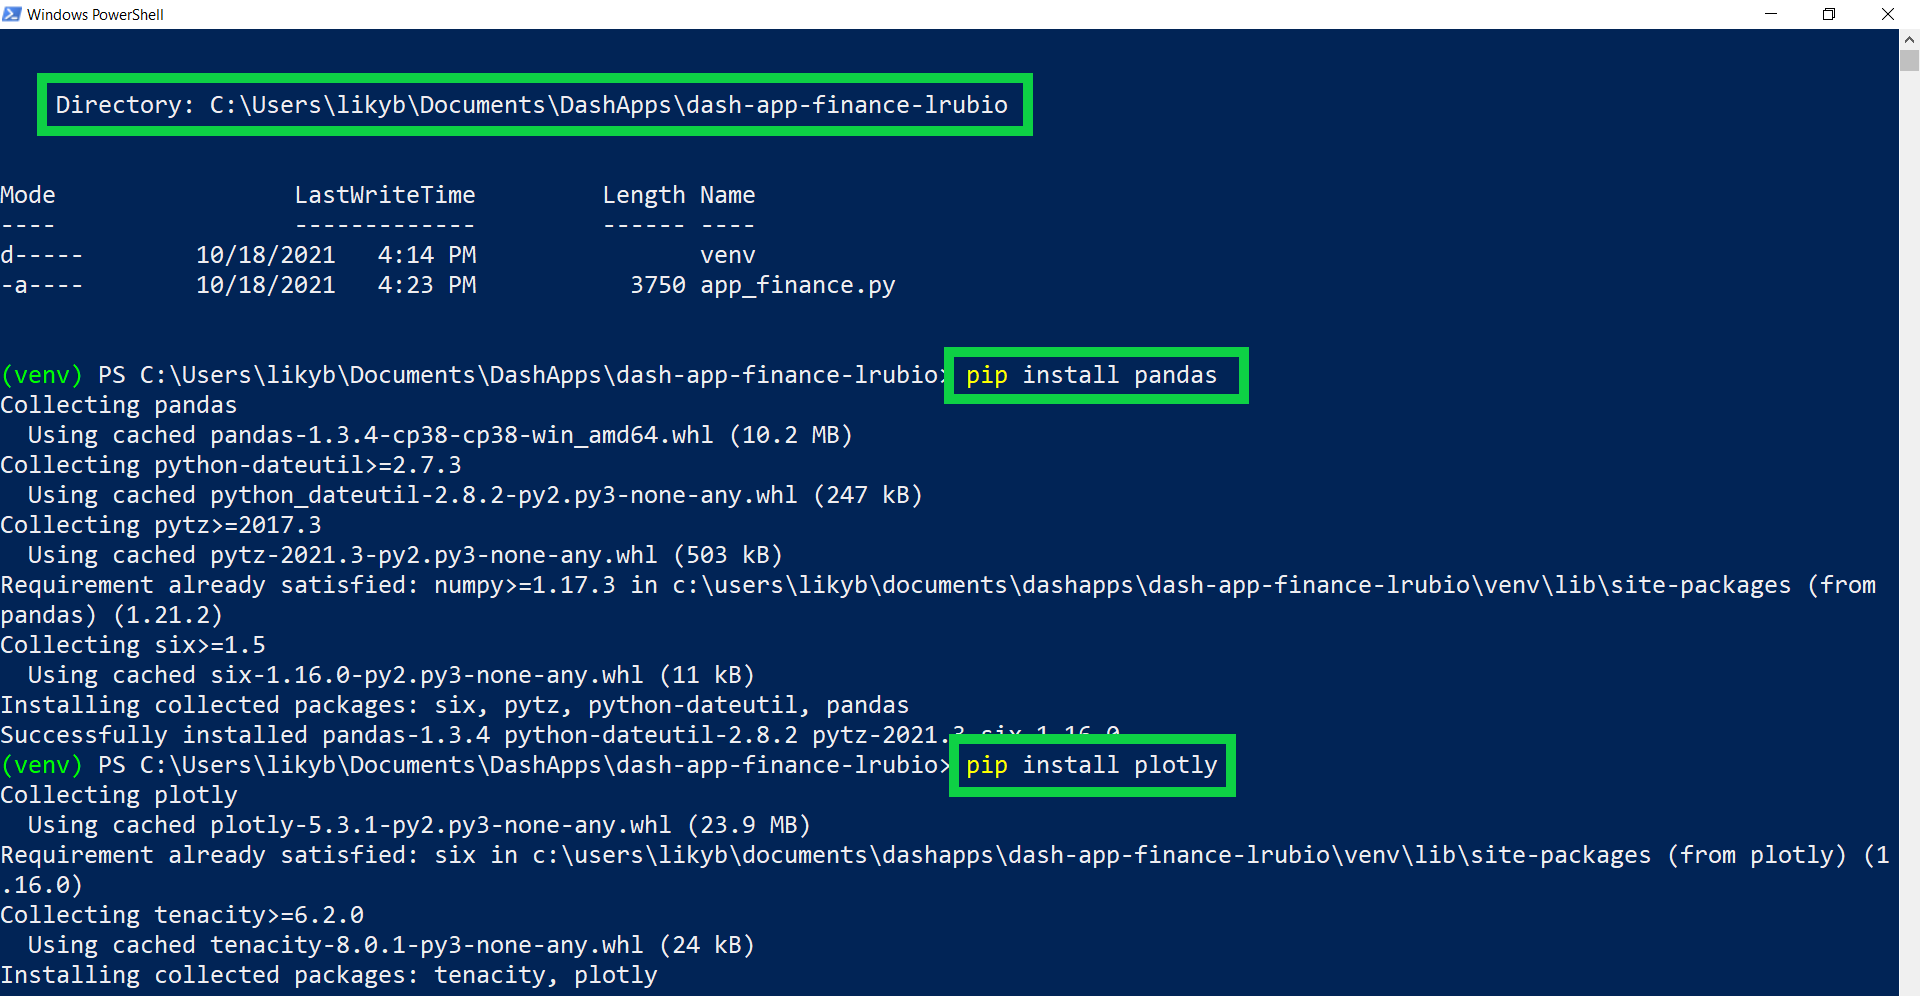 Windows PowerShell
Directory: C:\Users\likyb\Documents\DashApps\dash-app-finance-lrubio
Mode                 LastWriteTime         Length Name
----                 -------------         ------ ----
d-----        10/18/2021   4:14 PM                venv
-a----        10/18/2021   4:23 PM           3750 app_finance.py
(venv) PS C:\Users\likyb\Documents\DashApps\dash-app-finance-lrubio> pip install pandas
Collecting pandas
  Using cached pandas-1.3.4-cp38-cp38-win_amd64.whl (10.2 MB)
Collecting python-dateutil>=2.7.3
  Using cached python_dateutil-2.8.2-py2.py3-none-any.whl (247 kB)
Collecting pytz>=2017.3
  Using cached pytz-2021.3-py2.py3-none-any.whl (503 kB)
Requirement already satisfied: numpy>=1.17.3 in c:\users\likyb\documents\dashapps\dash-app-finance-lrubio\venv\lib\site-packages (from
pandas) (1.21.2)
Collecting six>=1.5
  Using cached six-1.16.0-py2.py3-none-any.whl (11 kB)
Installing collected packages: six, pytz, python-dateutil, pandas
Successfully installed pandas-1.3.4 python-dateutil-2.8.2 pytz-2021.3 six-1.16.0
(venv) PS C:\Users\likyb\Documents\DashApps\dash-app-finance-lrubio> pip install plotly
Collecting plotly
  Using cached plotly-5.3.1-py2.py3-none-any.whl (23.9 MB)
Requirement already satisfied: six in c:\users\likyb\documents\dashapps\dash-app-finance-lrubio\venv\lib\site-packages (from plotly) (1
.16.0)
Collecting tenacity>=6.2.0
  Using cached tenacity-8.0.1-py3-none-any.whl (24 kB)
Installing collected packages: tenacity, plotly